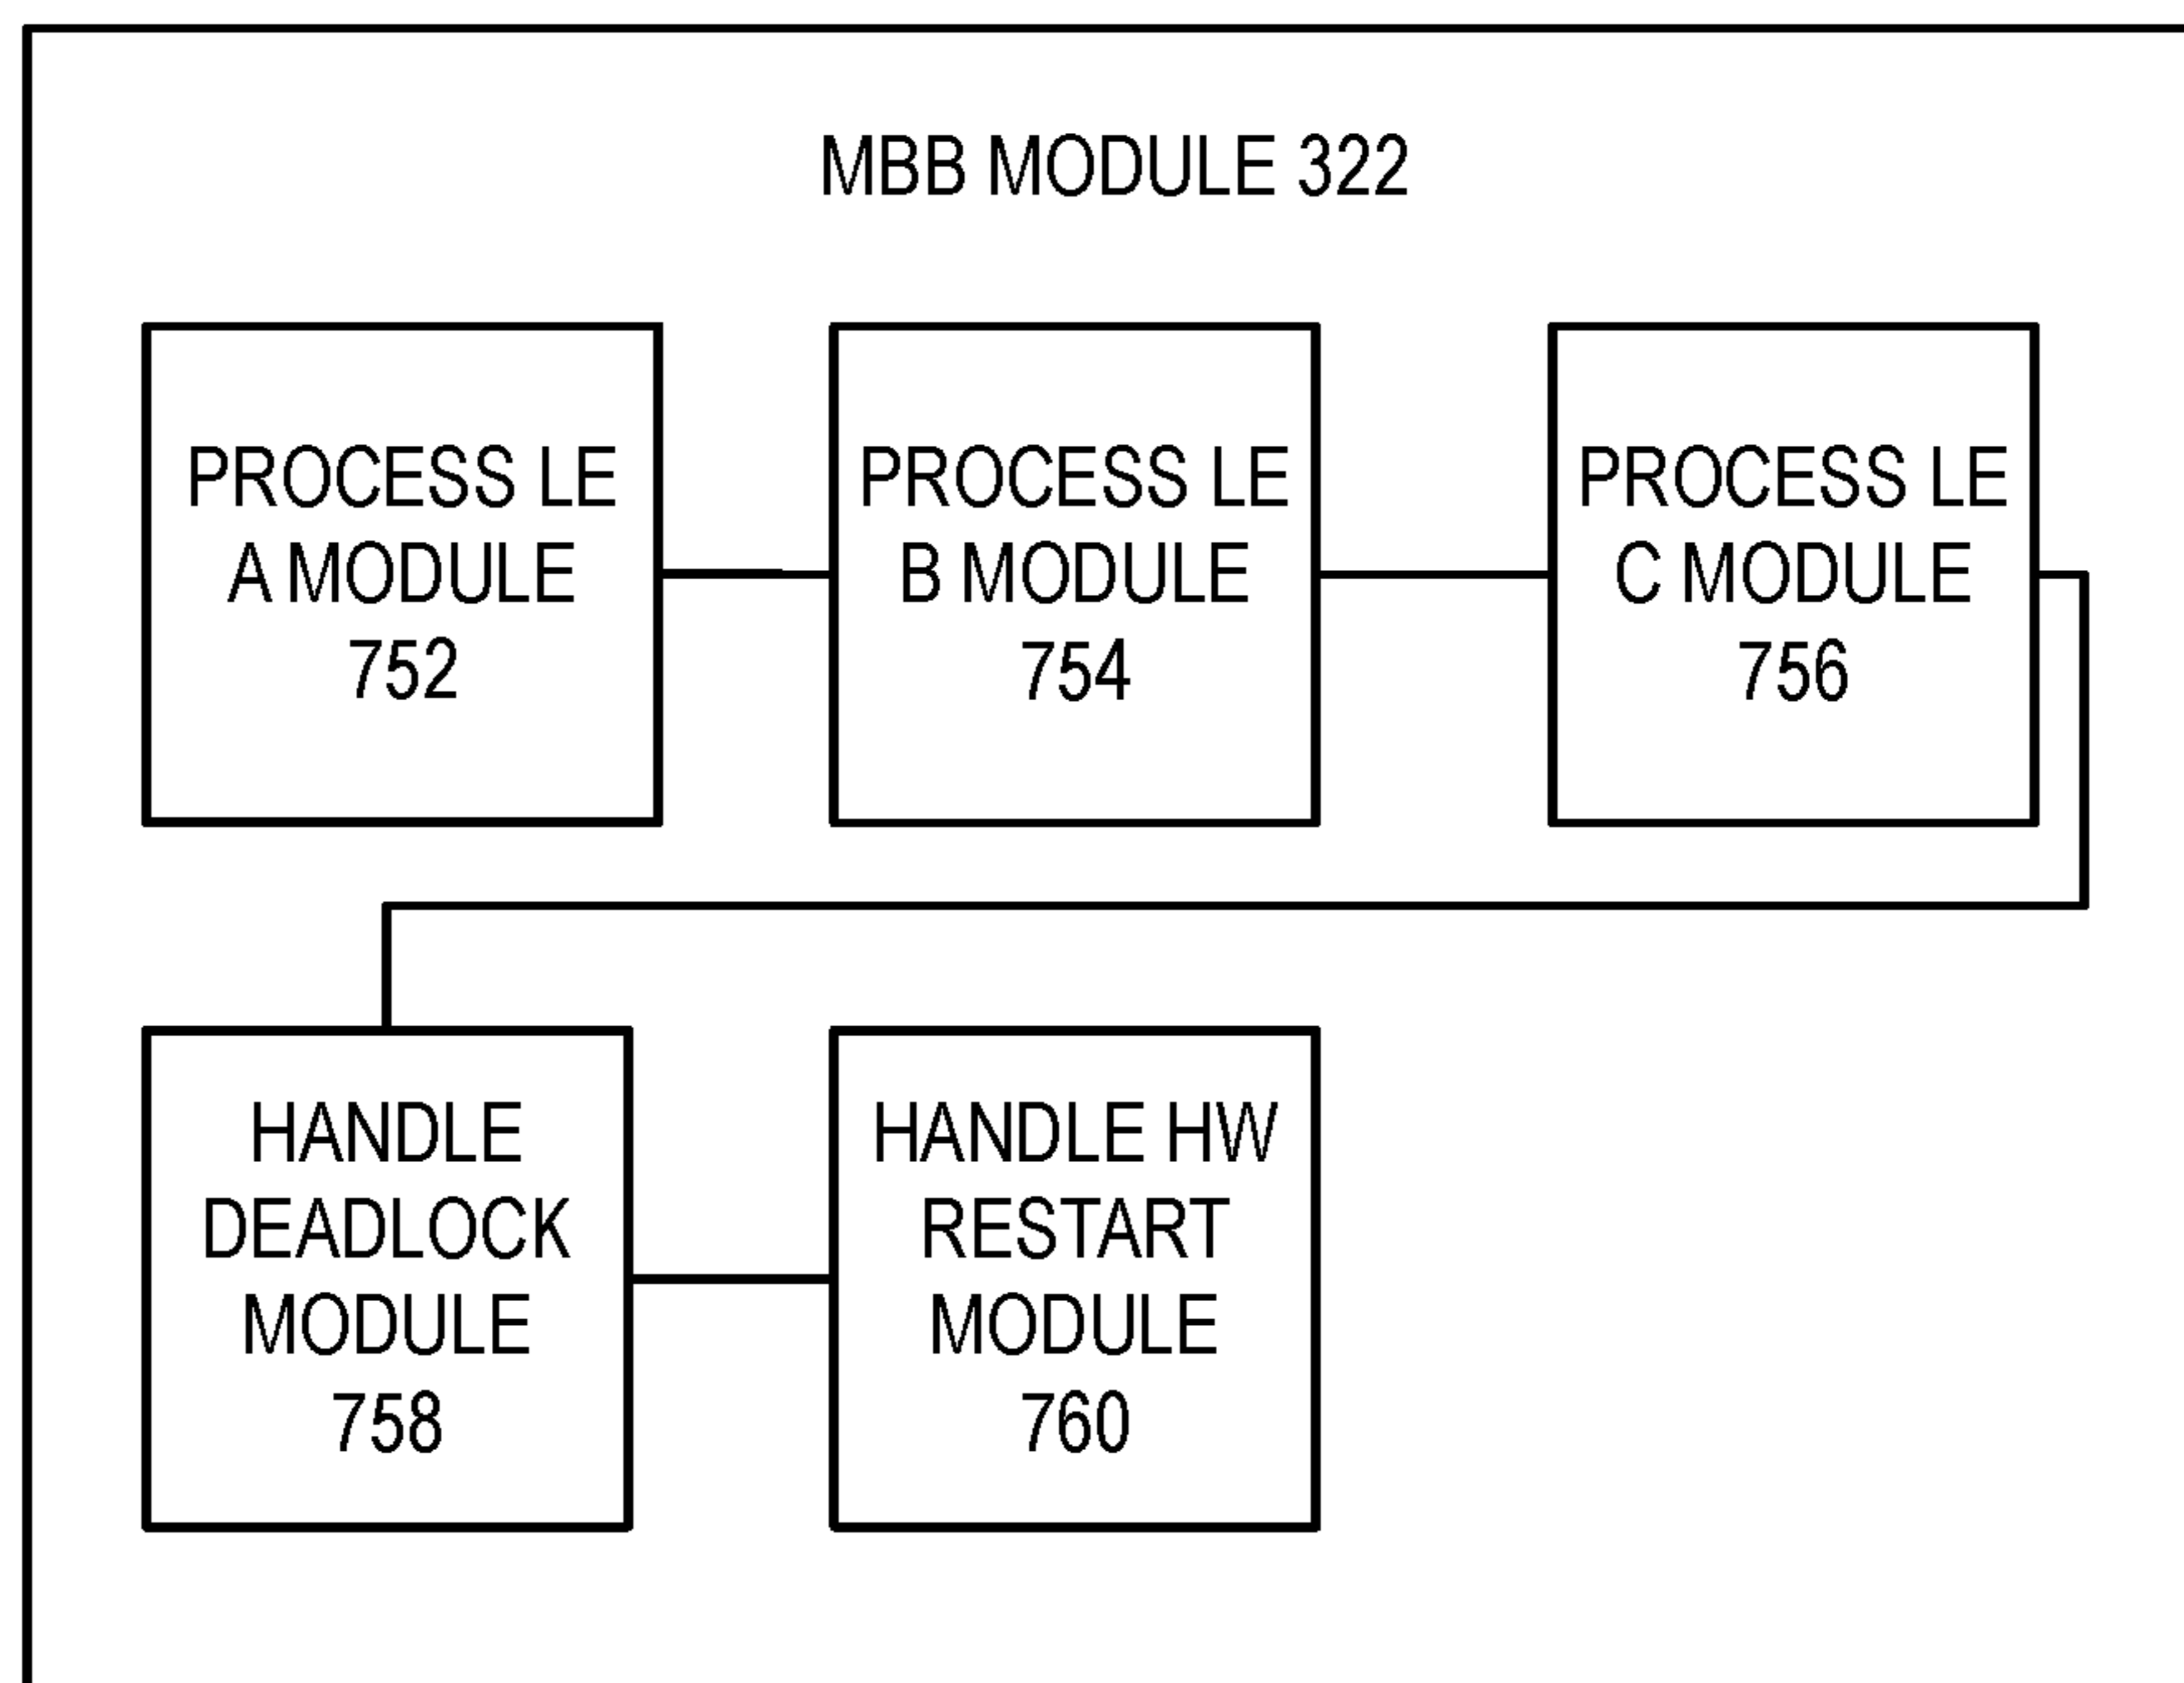 MBB MODULE 322
PROCESS LE
A MODULE
752
PROCESS LE
B MODULE
754
PROCESS LE
C MODULE
756
HANDLE
DEADLOCK
MODULE
758
HANDLE HW
RESTART
MODULE
760